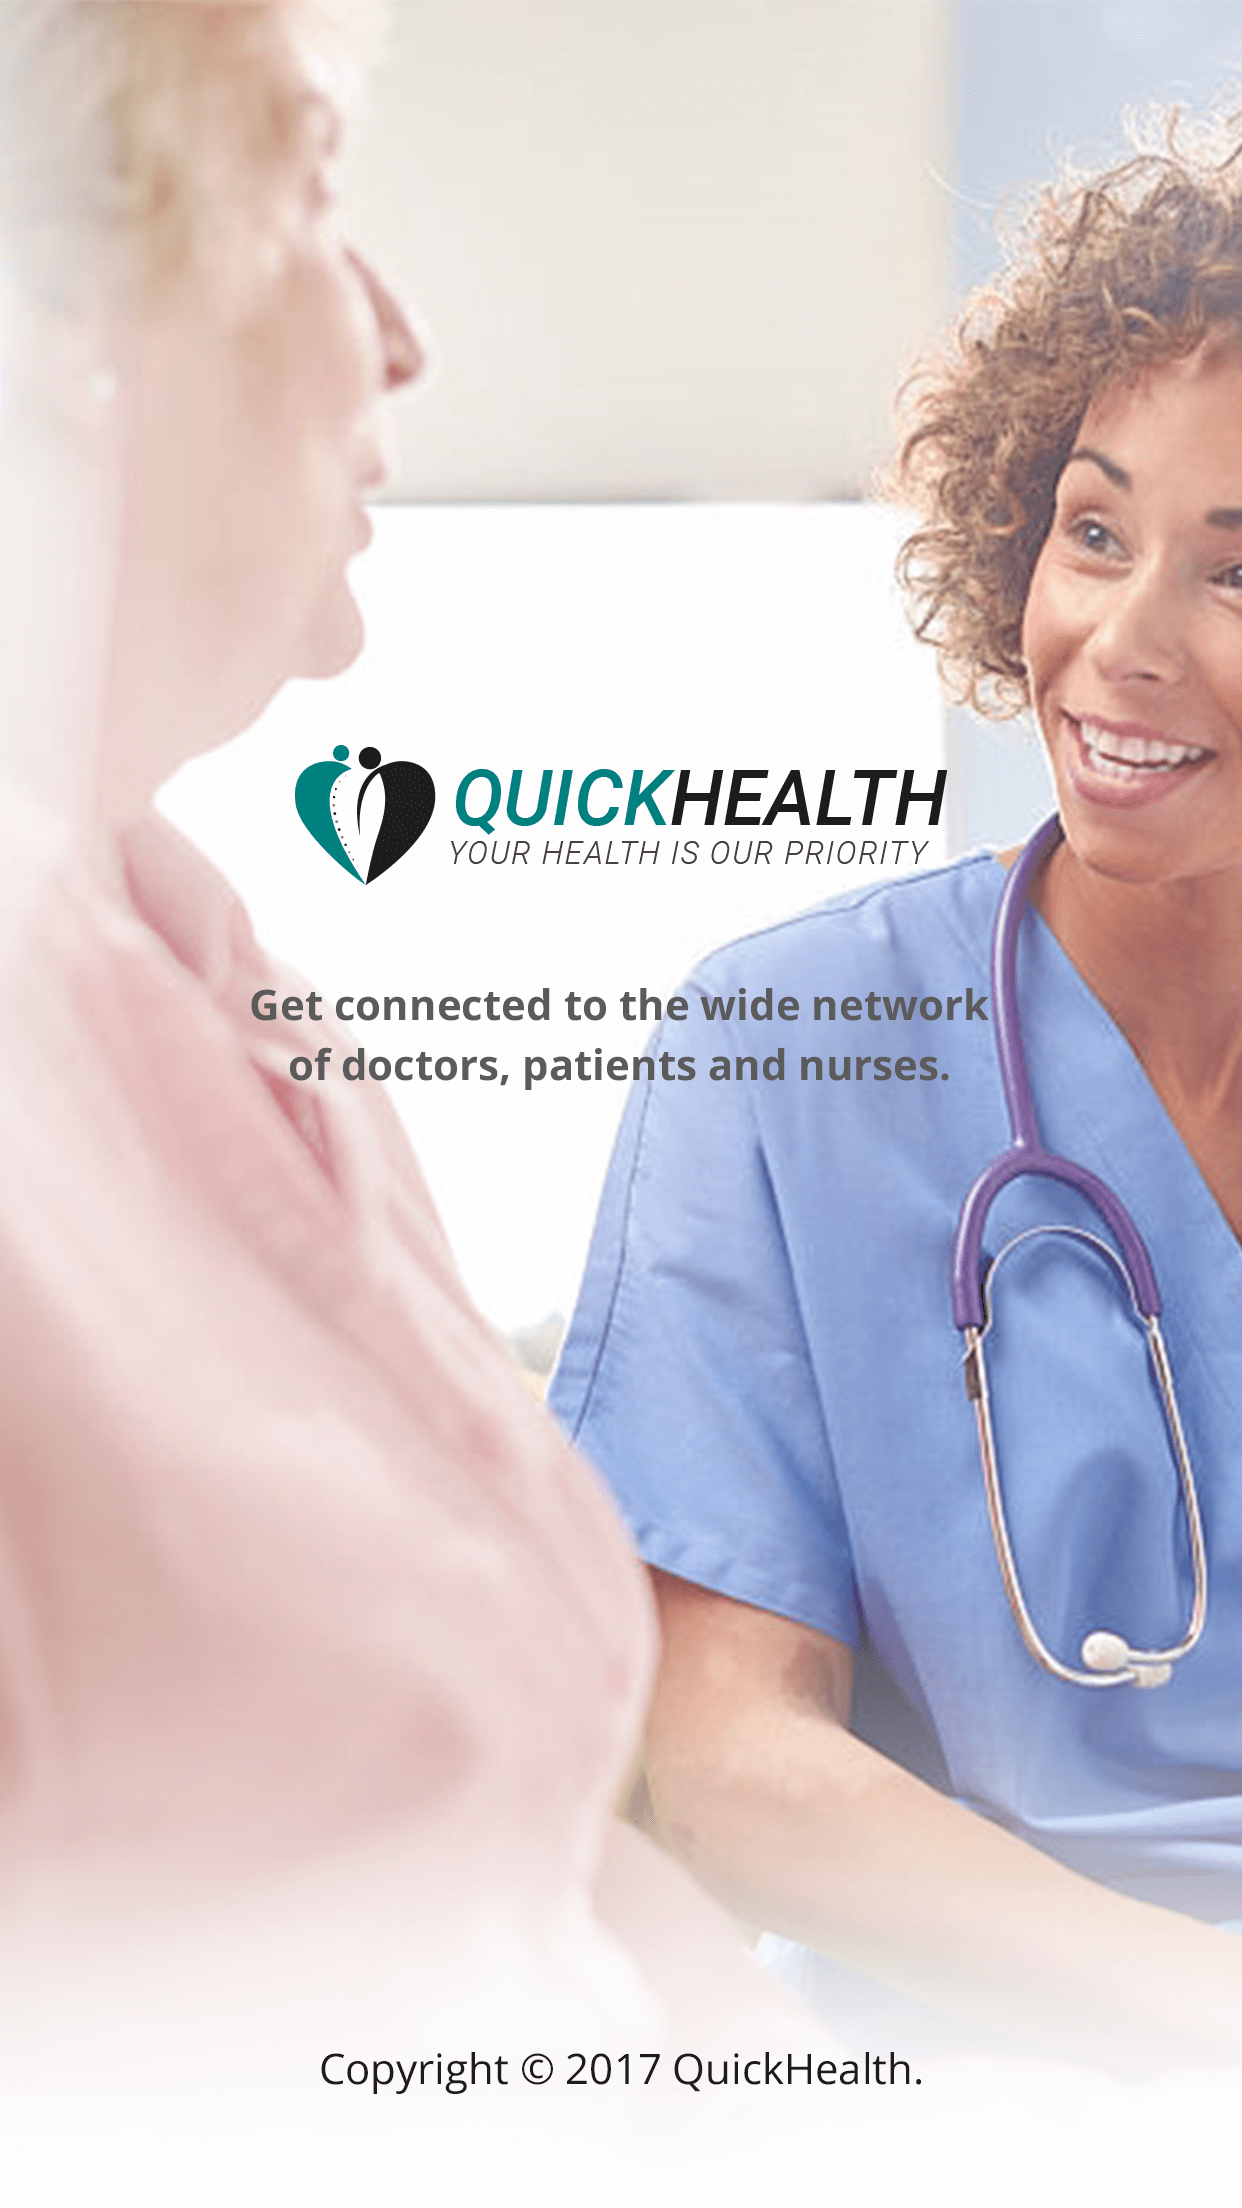 QUICKHEALTH
YOUR HEALTH IS OUR PRIORITY
Get connected to the wide network
of doctors, patients and nurses.
Copyright © 2017 QuickHealth.